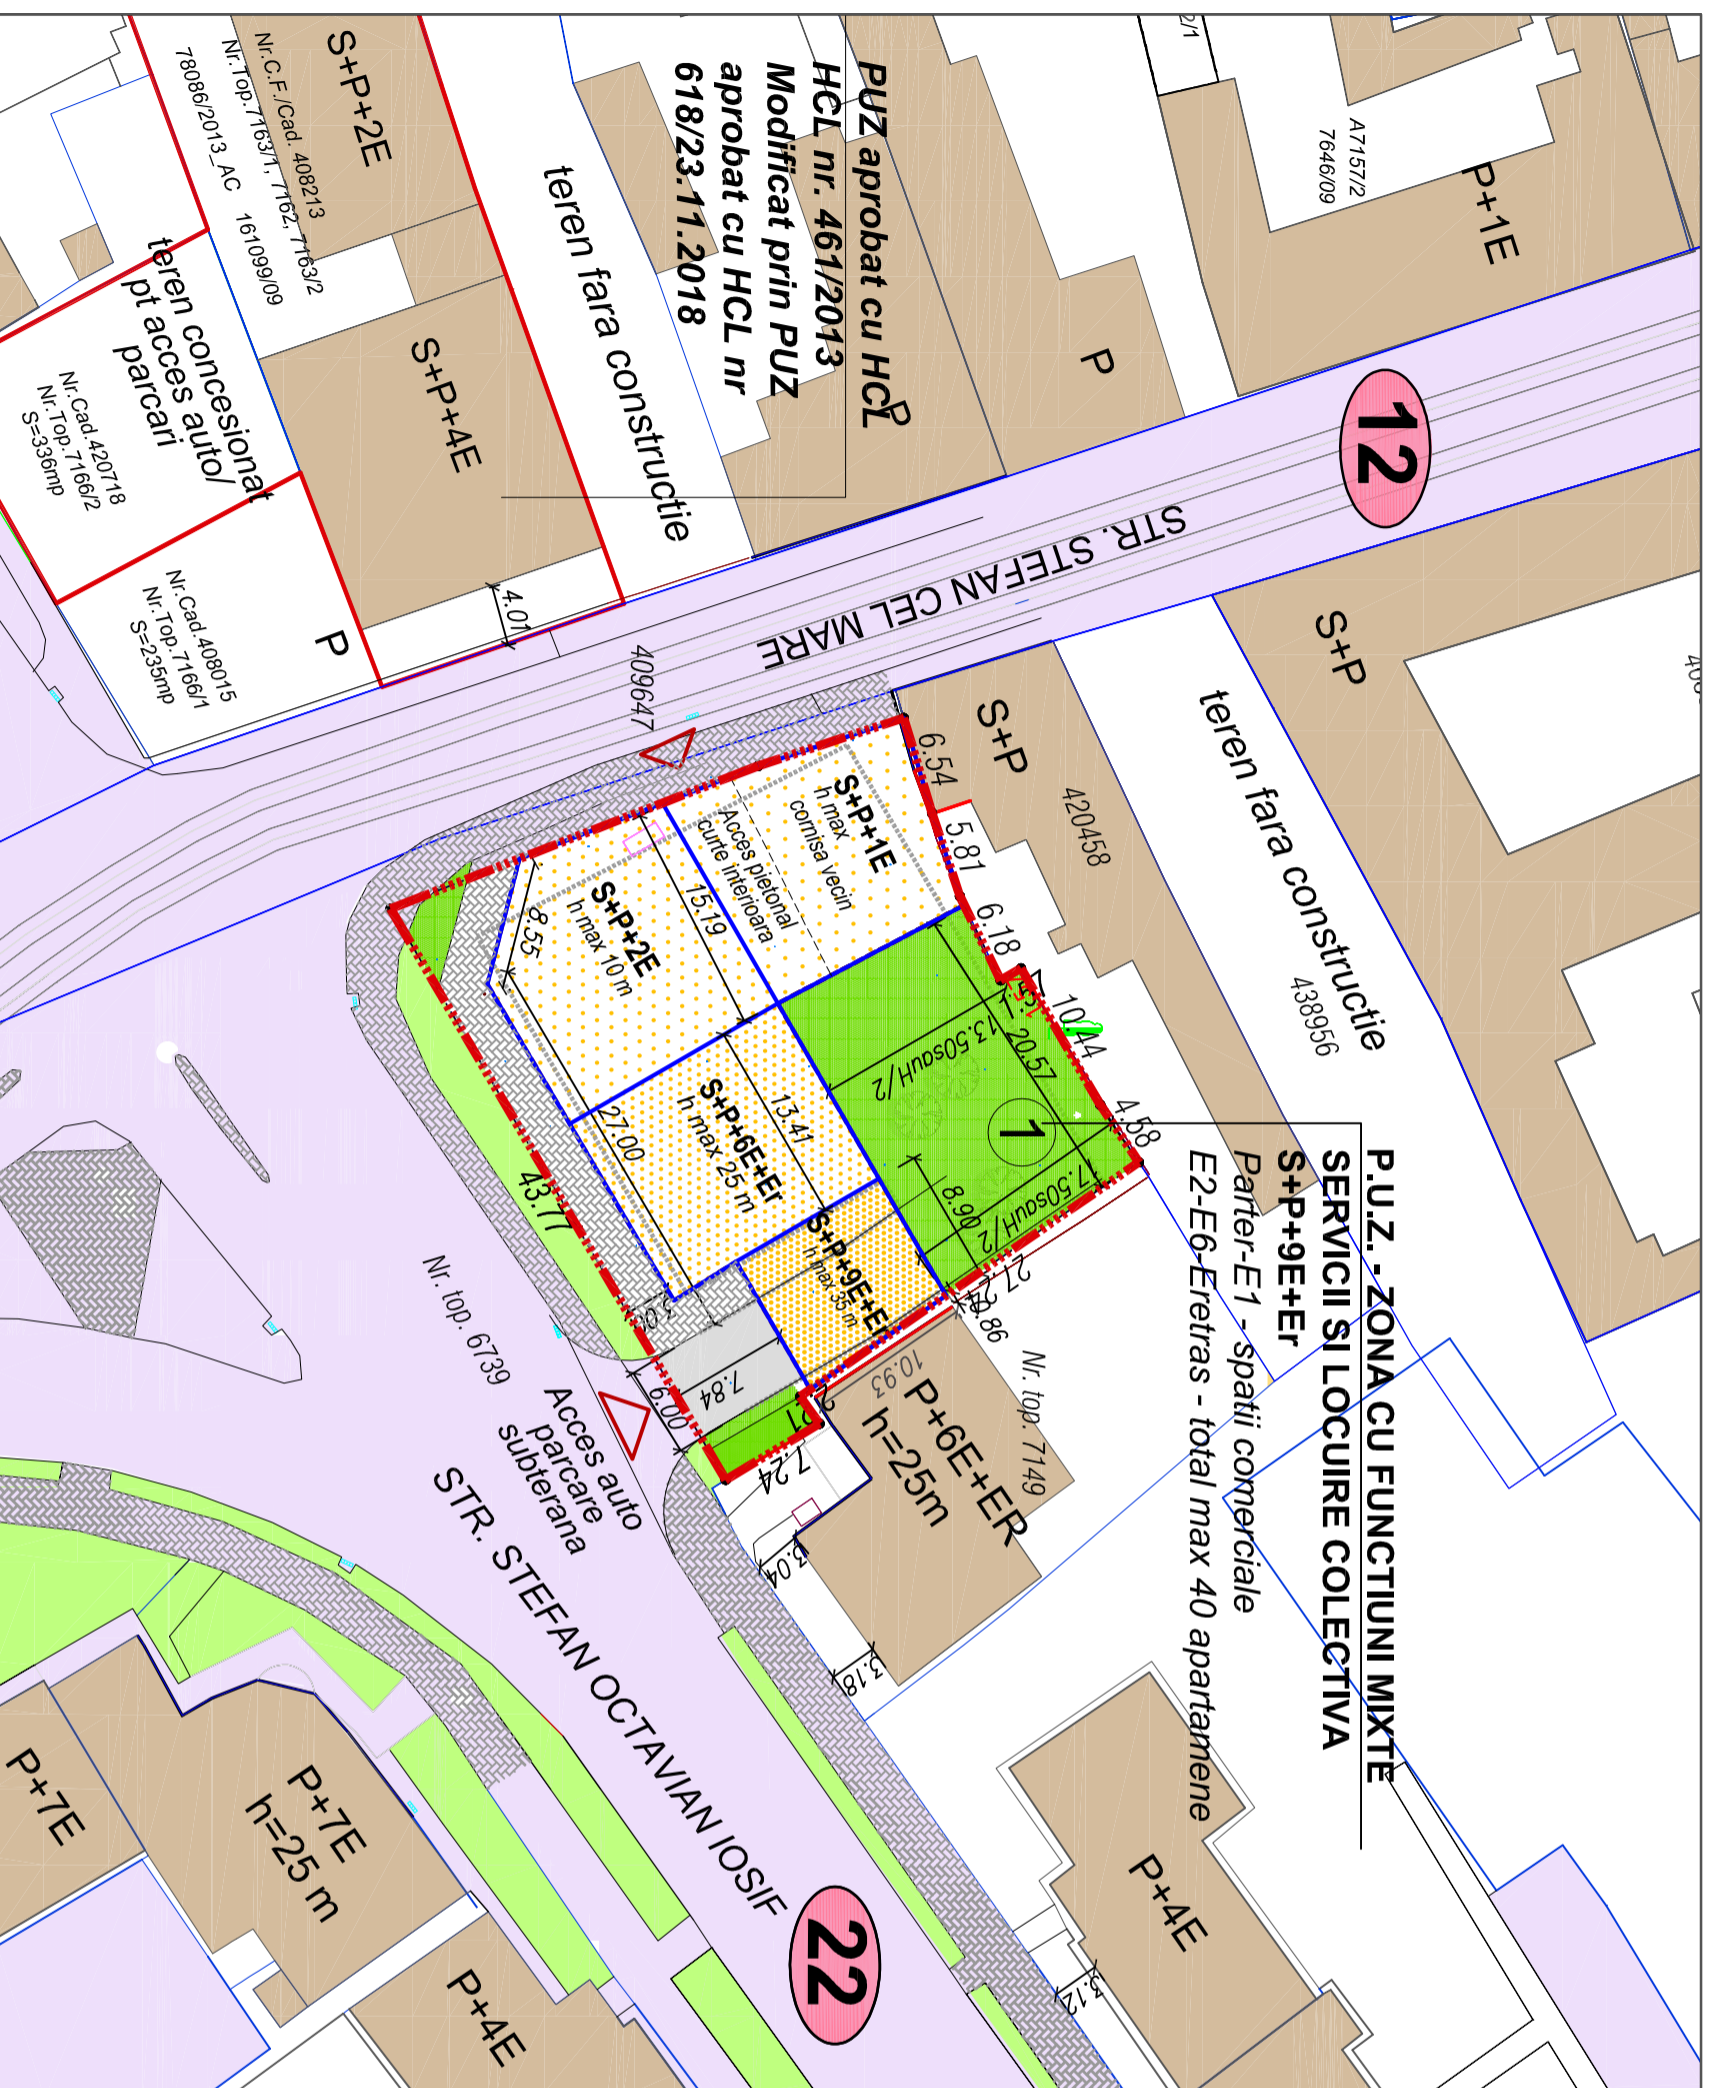 PUZ aprobat cu HCL
HCL nr. 461/2013
Modificat prin PUZ
aprobat cu HCL nr
618/23.11.2018
P.U.Z. - ZONA CU FUNCTIUNI MIXTE
SERVICII SI LOCUIRE COLECTIVA
S+P+9E+Er
Parter-E1 - spatii comerciale
E2-E6-Eretras - total max 40 apartamene
12
22
STR. STEFAN CEL MARE
STR. STEFAN OCTAVIAN IOSIF
2/1
A7157/2
7646/09
P+1E
P
P
S+P+2E
Nr.C.F./Cad. 408213
Nr.Top.7163/1, 7162, 7163/2
78086/2013_AC 161099/09
S+P+4E
teren fara constructie
teren concesionat
pt acces auto/
parcari
Nr.Cad.420718
Nr.Top.7166/2
S=336mp
P
Nr.Cad.408015
Nr.Top.7166/1
S=235mp
4.01
409647
S+P
S+P
420458
teren fara constructie
438956
6.54
5.81
6.18
10.44
4.58
S+P+1E
h max
cornisa vecin
Acces pietonal
curte interioara
S+P+2E
h max 10 m
15.19
8.55
S+P+6E+Er
h max 25 m
13.41
27.00
43.77
S+P+9E+Er
h max 35 m
1
20.57
13.50sauH/2
7.50sauH/2
8.90
10.93
7.84
6.00
7.24
3.04
3.18
3.12
Nr. top. 6739
Nr. top. 7149
Acces auto
parcare
subterana
P+6E+ER
h=25m
P+4E
P+7E
P+7E
h=25 m
P+4E